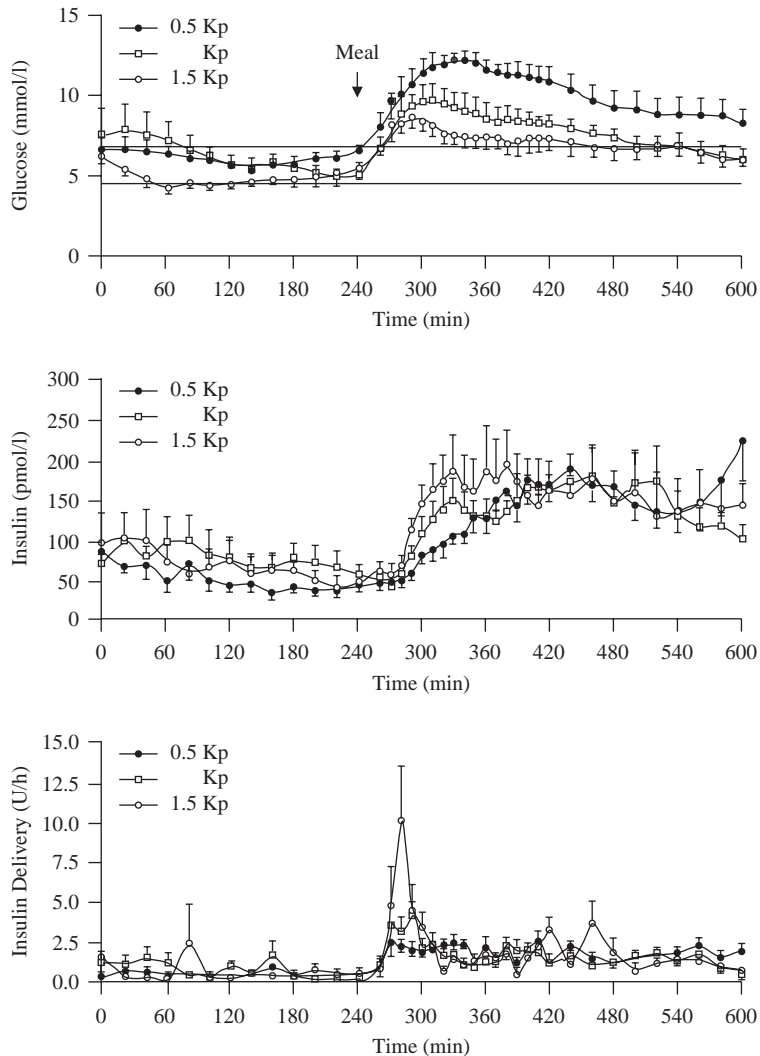 15
0.5 Kp
Kp
1.5 Kp
Meal
10
5
0
Glucose (mmol/l)
0 60 120 180 240 300 360 420 480 540 600
Time (min)
300
0.5 Kp
Kp
1.5 Kp
250
200
150
100
50
0
Insulin (pmol/l)
0 60 120 180 240 300 360 420 480 540 600
Time (min)
15.0
0.5 Kp
Kp
1.5 Kp
12.5
10.0
7.5
5.0
2.5
0.0
Insulin Delivery (U/h)
0 60 120 180 240 300 360 420 480 540 600
Time (min)